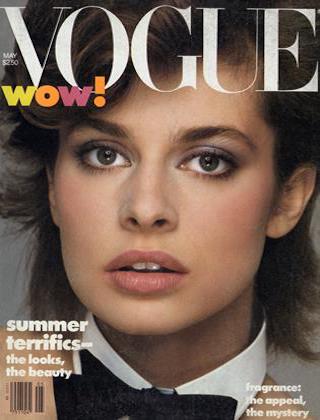 VOGUE
MAY
$2.50
wow!
summer
terrifics–
the looks,
the beauty
fragrance:
the appeal,
the mystery